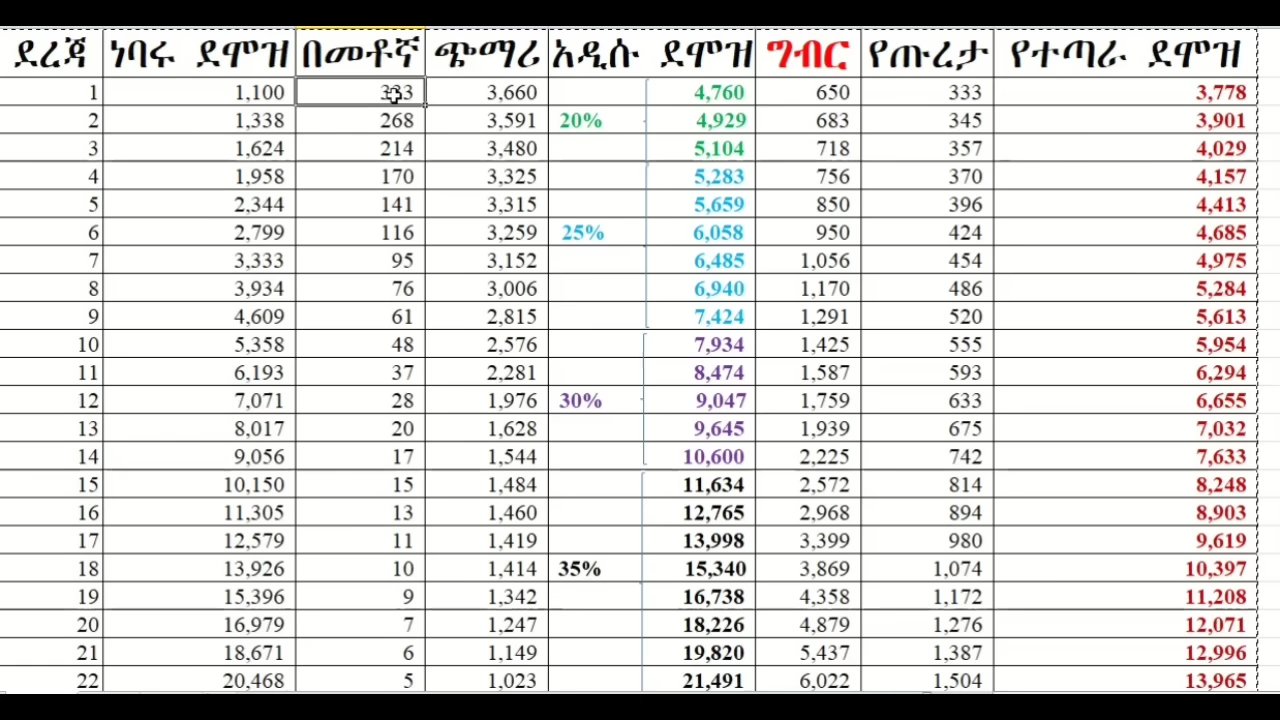 ደረጃ ነባሩ ደሞዝ በመቶኛ ጭማሪ አዲሱ ደሞዝ ግብር የጡረታ የተጣራ ደሞዝ
1 1,100 333 3,660 4,760 650 333 3,778
2 1,338 268 3,591 20% 4,929 683 345 3,901
3 1,624 214 3,480 5,104 718 357 4,029
4 1,958 170 3,325 5,283 756 370 4,157
5 2,344 141 3,315 5,659 850 396 4,413
6 2,799 116 3,259 25% 6,058 950 424 4,685
7 3,333 95 3,152 6,485 1,056 454 4,975
8 3,934 76 3,006 6,940 1,170 486 5,284
9 4,609 61 2,815 7,424 1,291 520 5,613
10 5,358 48 2,576 7,934 1,425 555 5,954
11 6,193 37 2,281 8,474 1,587 593 6,294
12 7,071 28 1,976 30% 9,047 1,759 633 6,655
13 8,017 20 1,628 9,645 1,939 675 7,032
14 9,056 17 1,544 10,600 2,225 742 7,633
15 10,150 15 1,484 11,634 2,572 814 8,248
16 11,305 13 1,460 12,765 2,968 894 8,903
17 12,579 11 1,419 13,998 3,399 980 9,619
18 13,926 10 1,414 35% 15,340 3,869 1,074 10,397
19 15,396 9 1,342 16,738 4,358 1,172 11,208
20 16,979 7 1,247 18,226 4,879 1,276 12,071
21 18,671 6 1,149 19,820 5,437 1,387 12,996
22 20,468 5 1,023 21,491 6,022 1,504 13,965